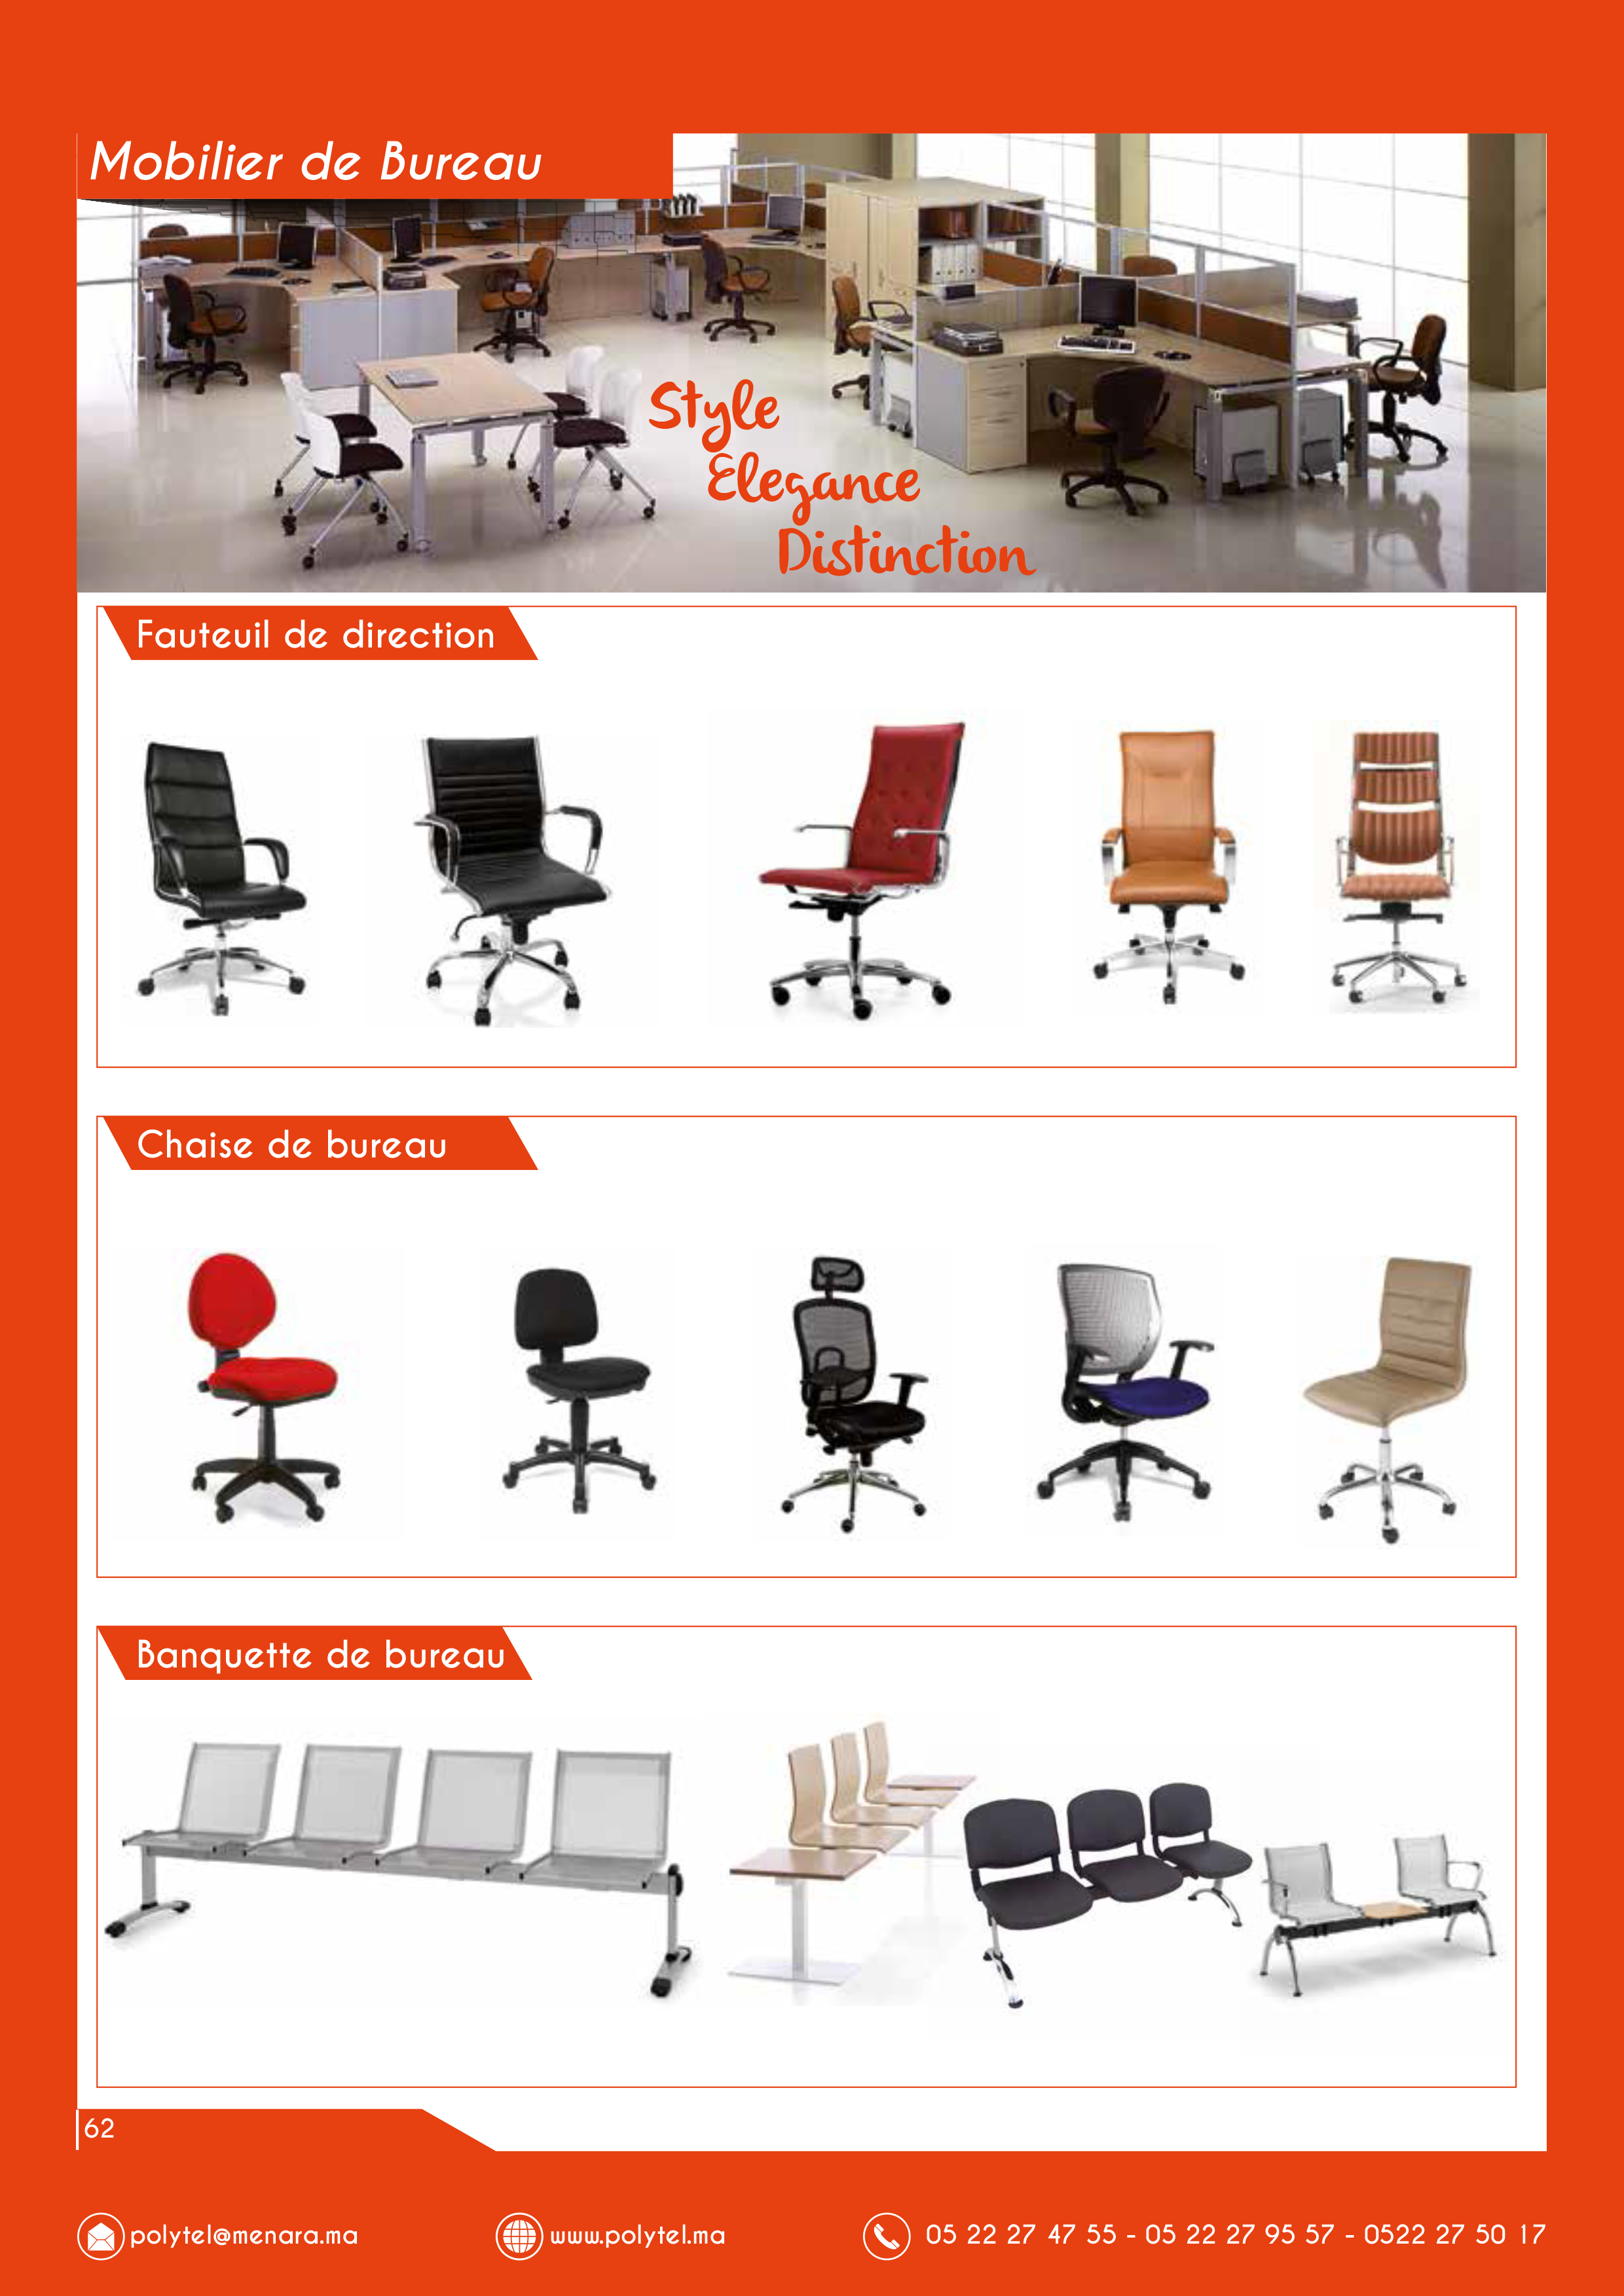 Mobilier de Bureau
Style
Elegance
Distinction
Fauteuil de direction
Chaise de bureau
Banquette de bureau
62
polytel@menara.ma
www.polytel.ma
05 22 27 47 55 - 05 22 27 95 57 - 0522 27 50 17